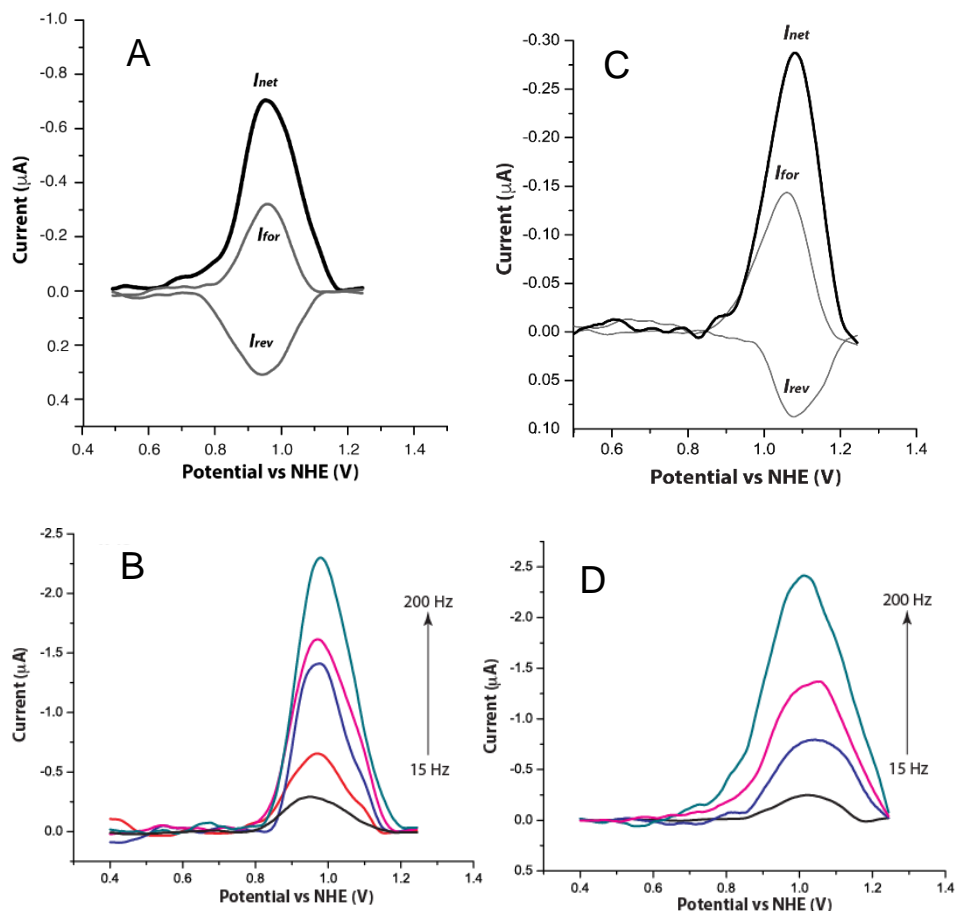 A
-1.0
-0.8
-0.6
-0.4
-0.2
0.0
0.2
0.4
Current (μA)
Inet
Ifor
Irev
0.4 0.6 0.8 1.0 1.2 1.4
Potential vs NHE (V)
C
-0.30
-0.25
-0.20
-0.15
-0.10
-0.05
0.00
0.05
0.10
Current (μA)
Inet
Ifor
Irev
0.6 0.8 1.0 1.2 1.4
Potential vs NHE (V)
B
-2.5
-2.0
-1.5
-1.0
-0.5
0.0
Current (μA)
200 Hz
15 Hz
0.4 0.6 0.8 1.0 1.2 1.4
Potential vs NHE (V)
D
-2.5
-2.0
-1.5
-1.0
-0.5
0.0
0.5
Current (μA)
200 Hz
15 Hz
0.4 0.6 0.8 1.0 1.2 1.4
Potential vs NHE (V)